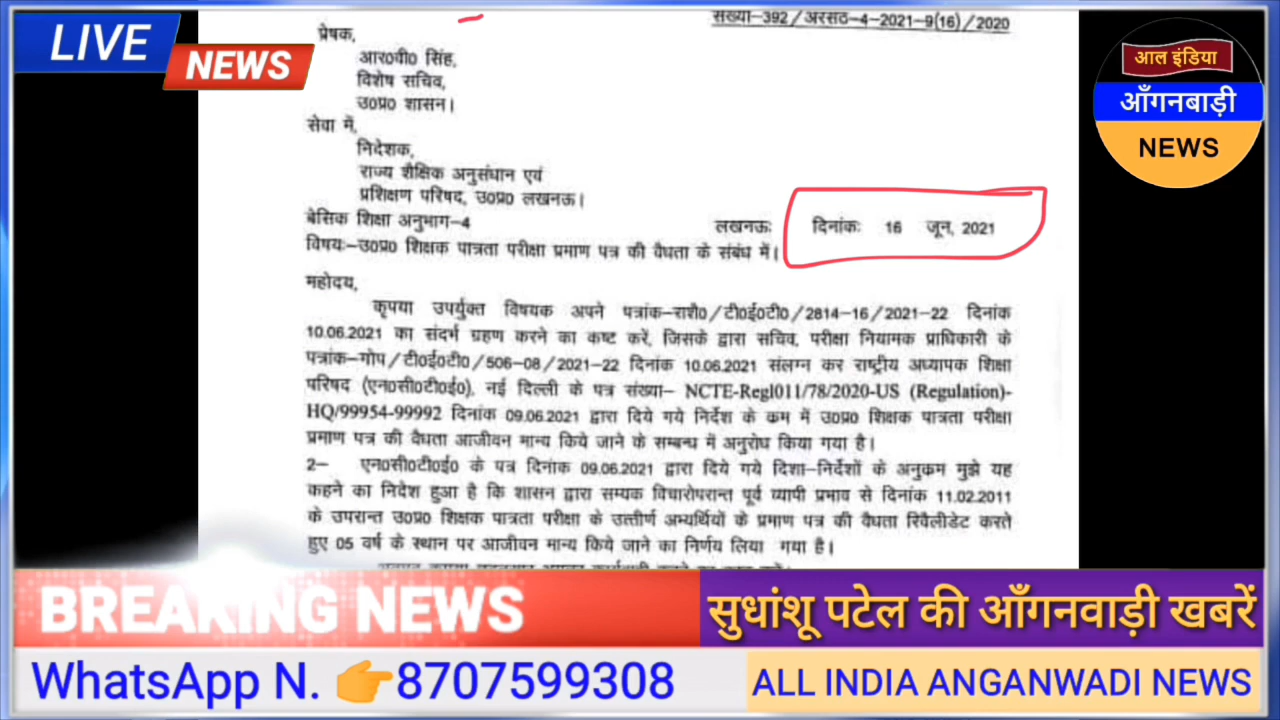 LIVE
NEWS
संख्या-392/अरसठ-4-2021-9(16)/2020
प्रेषक,
आर0वी0 सिंह,
विशेष सचिव,
उ0प्र0 शासन।
सेवा में,
निदेशक,
राज्य शैक्षिक अनुसंधान एवं
प्रशिक्षण परिषद, उ0प्र0 लखनऊ।
बेसिक शिक्षा अनुभाग-4 लखनऊः दिनांकः 16 जून, 2021
विषयः-उ0प्र0 शिक्षक पात्रता परीक्षा प्रमाण पत्र की वैधता के संबंध में।
महोदय,
कृपया उपर्युक्त विषयक अपने पत्रांक-राशै0/टी0ई0टी0/2814-16/2021-22 दिनांक
10.06.2021 का संदर्भ ग्रहण करने का कष्ट करें, जिसके द्वारा सचिव, परीक्षा नियामक प्राधिकारी के
पत्रांक-गोप/टी0ई0टी0/506-08/2021-22 दिनांक 10.06.2021 संलग्न कर राष्ट्रीय अध्यापक शिक्षा
परिषद (एन0सी0टी0ई0), नई दिल्ली के पत्र संख्या- NCTE-Regl011/78/2020-US (Regulation)-
HQ/99954-99992 दिनांक 09.06.2021 द्वारा दिये गये निर्देश के कम में उ0प्र0 शिक्षक पात्रता परीक्षा
प्रमाण पत्र की वैधता आजीवन मान्य किये जाने के सम्बन्ध में अनुरोध किया गया है।
2- एन0सी0टी0ई0 के पत्र दिनांक 09.06.2021 द्वारा दिये गये दिशा-निर्देशों के अनुकम मुझे यह
कहने का निदेश हुआ है कि शासन द्वारा सम्यक विचारोपरान्त पूर्व व्यापी प्रभाव से दिनांक 11.02.2011
के उपरान्त उ0प्र0 शिक्षक पात्रता परीक्षा के उत्तीर्ण अभ्यर्थियों के प्रमाण पत्र की वैधता रिवैलीडेट करते
हुए 05 वर्ष के स्थान पर आजीवन मान्य किये जाने का निर्णय लिया गया है।
आल इंडिया
आँगनबाड़ी
NEWS
BREAKING NEWS
सुधांशू पटेल की आँगनवाड़ी खबरें
WhatsApp N. 👉8707599308
ALL INDIA ANGANWADI NEWS